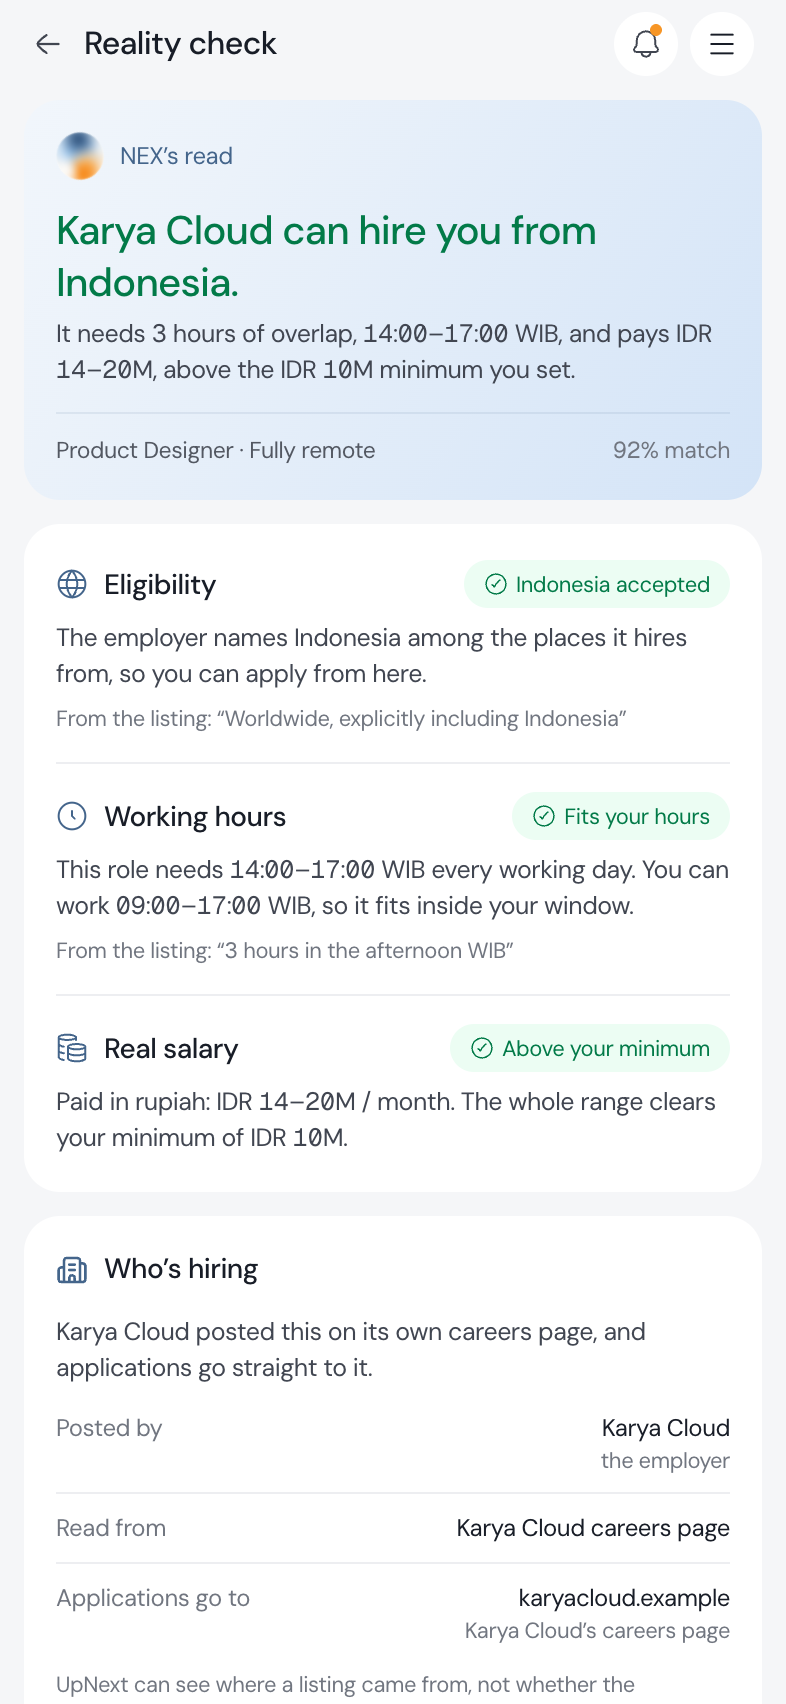 Reality check
NEX’s read
Karya Cloud can hire you from
Indonesia.
It needs 3 hours of overlap, 14:00–17:00 WIB, and pays IDR
14–20M, above the IDR 10M minimum you set.
Product Designer · Fully remote
92% match
Eligibility
Indonesia accepted
The employer names Indonesia among the places it hires
from, so you can apply from here.
From the listing: “Worldwide, explicitly including Indonesia”
Working hours
Fits your hours
This role needs 14:00–17:00 WIB every working day. You can
work 09:00–17:00 WIB, so it fits inside your window.
From the listing: “3 hours in the afternoon WIB”
Real salary
Above your minimum
Paid in rupiah: IDR 14–20M / month. The whole range clears
your minimum of IDR 10M.
Who’s hiring
Karya Cloud posted this on its own careers page, and
applications go straight to it.
Posted by
Karya Cloud
the employer
Read from
Karya Cloud careers page
Applications go to
karyacloud.example
Karya Cloud’s careers page
UpNext can see where a listing came from, not whether the